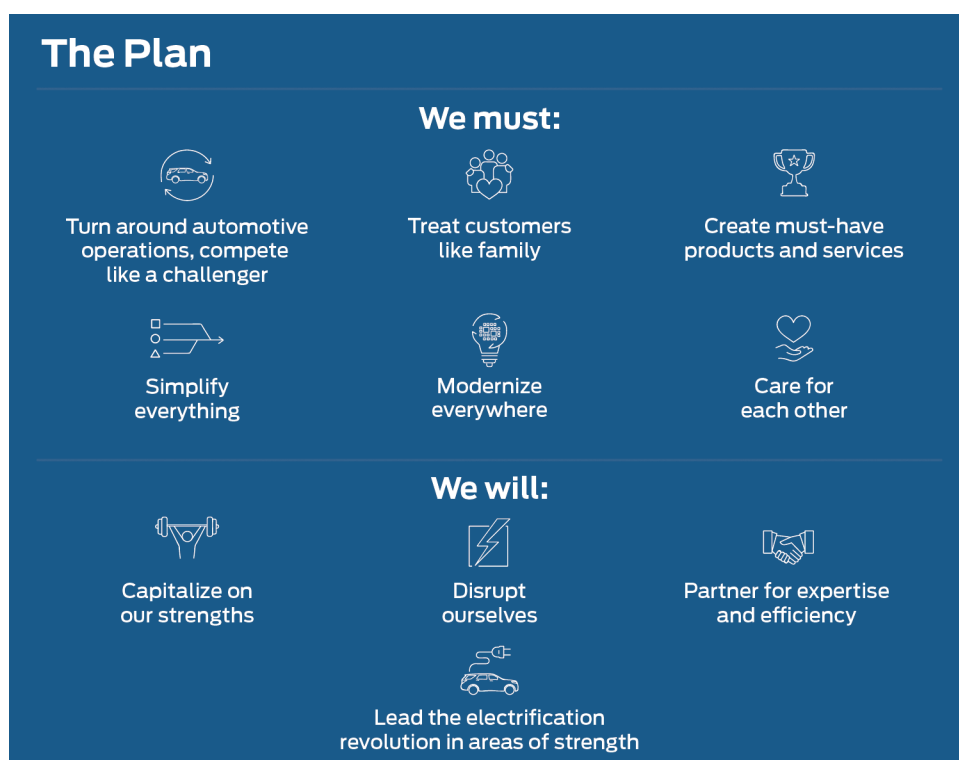 The Plan
We must:
Turn around automotive
operations, compete
like a challenger
Treat customers
like family
Create must-have
products and services
Simplify
everything
Modernize
everywhere
Care for
each other
We will:
Capitalize on
our strengths
Disrupt
ourselves
Partner for expertise
and efficiency
Lead the electrification
revolution in areas of strength